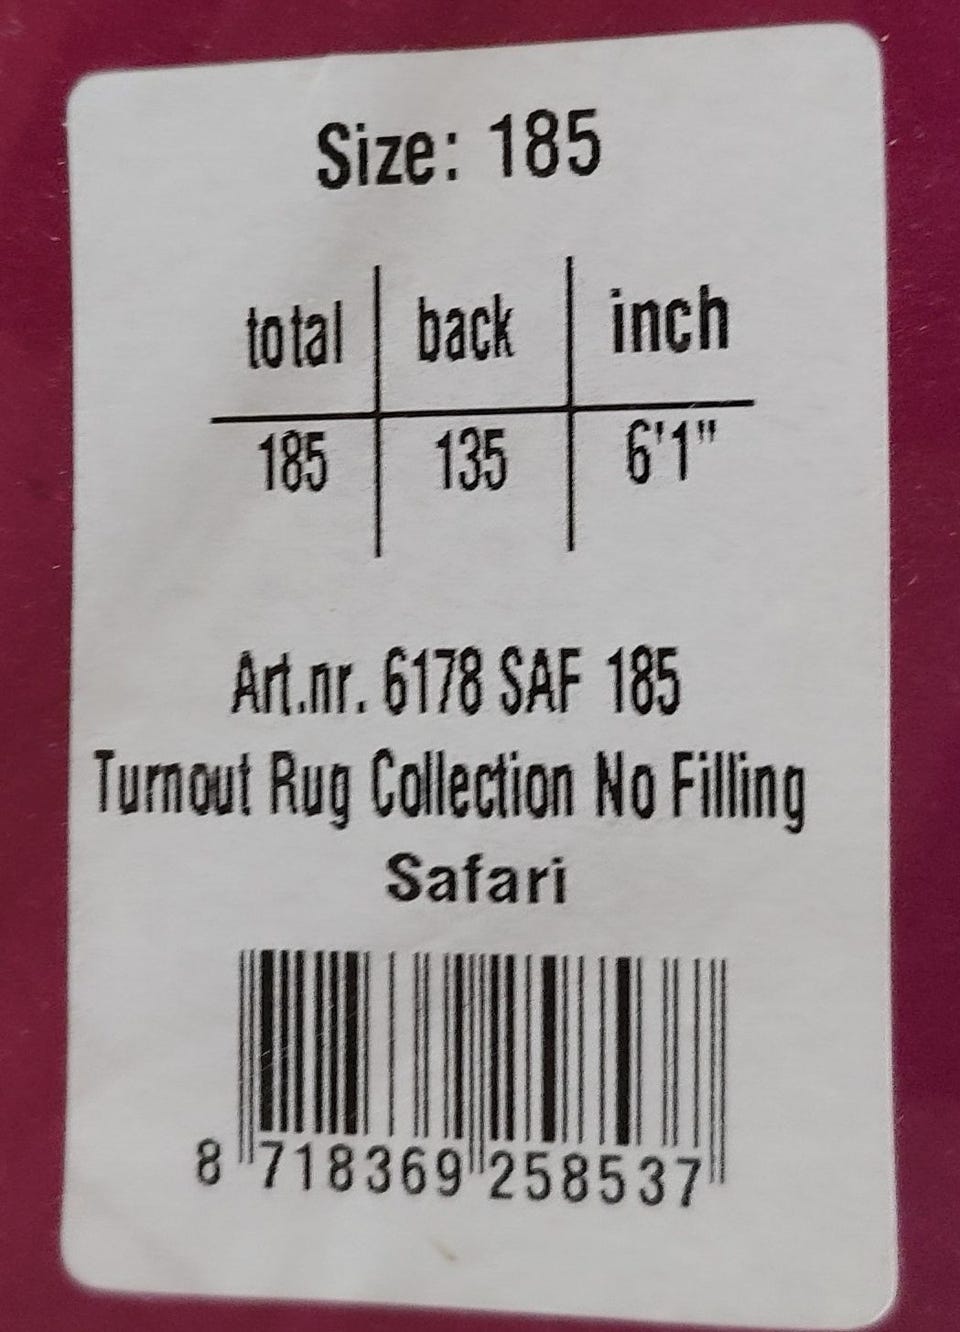 Size: 185
total back inch
185 135 6'1"
Art.nr. 6178 SAF 185
Turnout Rug Collection No Filling
Safari
8 718369 258537